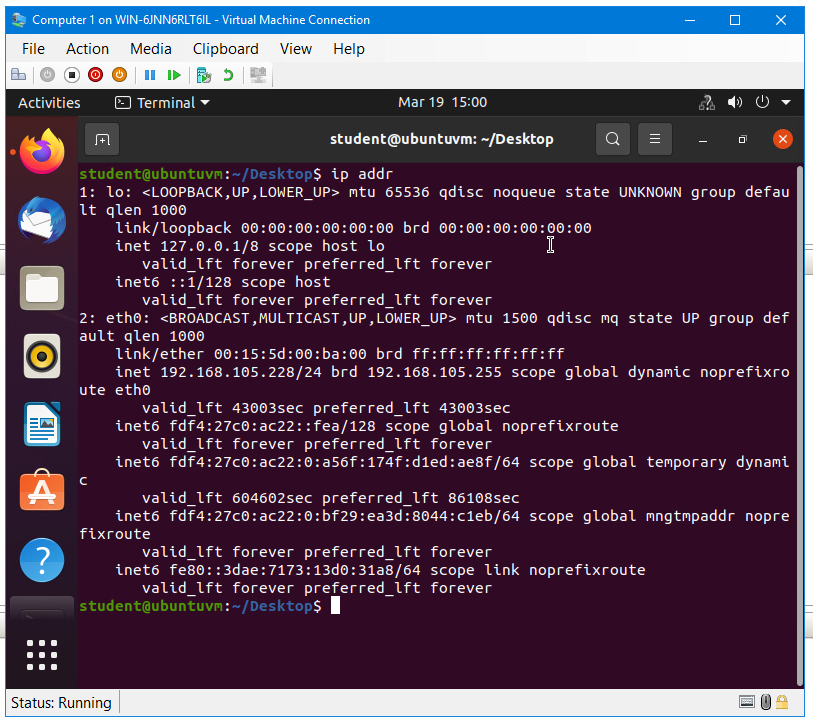 Computer 1 on WIN-6JNN6RLT6IL - Virtual Machine Connection
File Action Media Clipboard View Help
Activities Terminal Mar 19 15:00
student@ubuntuvm: ~/Desktop
student@ubuntuvm:~/Desktop$ ip addr
1: lo: <LOOPBACK,UP,LOWER_UP> mtu 65536 qdisc noqueue state UNKNOWN group defau
lt qlen 1000
    link/loopback 00:00:00:00:00:00 brd 00:00:00:00:00:00
    inet 127.0.0.1/8 scope host lo
       valid_lft forever preferred_lft forever
    inet6 ::1/128 scope host
       valid_lft forever preferred_lft forever
2: eth0: <BROADCAST,MULTICAST,UP,LOWER_UP> mtu 1500 qdisc mq state UP group def
ault qlen 1000
    link/ether 00:15:5d:00:ba:00 brd ff:ff:ff:ff:ff:ff
    inet 192.168.105.228/24 brd 192.168.105.255 scope global dynamic noprefixro
ute eth0
       valid_lft 43003sec preferred_lft 43003sec
    inet6 fdf4:27c0:ac22::fea/128 scope global noprefixroute
       valid_lft forever preferred_lft forever
    inet6 fdf4:27c0:ac22:0:a56f:174f:d1ed:ae8f/64 scope global temporary dynami
c
       valid_lft 604602sec preferred_lft 86108sec
    inet6 fdf4:27c0:ac22:0:bf29:ea3d:8044:c1eb/64 scope global mngtmpaddr nopre
fixroute
       valid_lft forever preferred_lft forever
    inet6 fe80::3dae:7173:13d0:31a8/64 scope link noprefixroute
       valid_lft forever preferred_lft forever
student@ubuntuvm:~/Desktop$
Status: Running